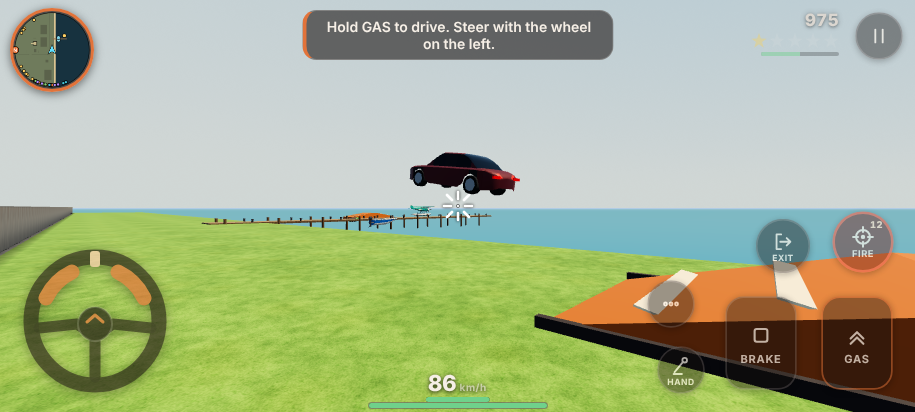 Hold GAS to drive. Steer with the wheel
on the left.
975
12
FIRE
EXIT
BRAKE
GAS
HAND
86 km/h